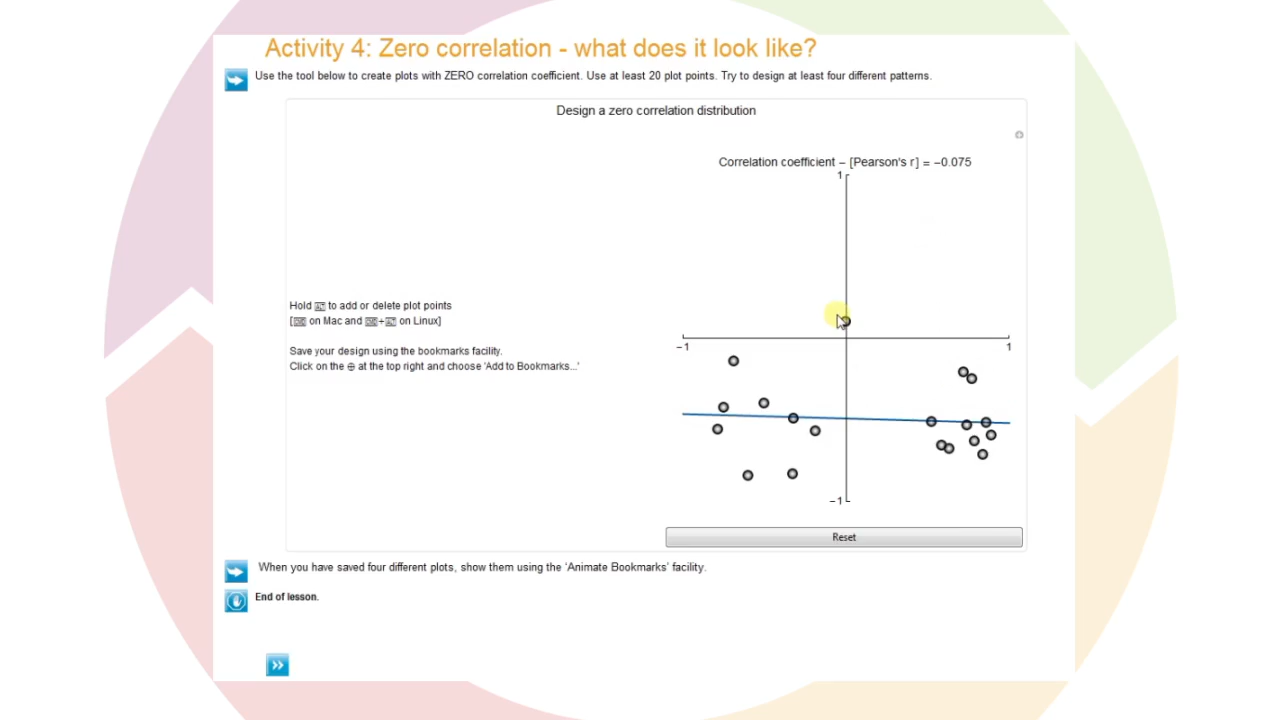 Activity 4: Zero correlation - what does it look like?
Use the tool below to create plots with ZERO correlation coefficient. Use at least 20 plot points. Try to design at least four different patterns.
Design a zero correlation distribution
Correlation coefficient – [Pearson's r] = −0.075
1
Hold to add or delete plot points
[ on Mac and + on Linux]
−1
1
Save your design using the bookmarks facility.
Click on the ⊕ at the top right and choose 'Add to Bookmarks...'
−1
Reset
When you have saved four different plots, show them using the 'Animate Bookmarks' facility.
End of lesson.